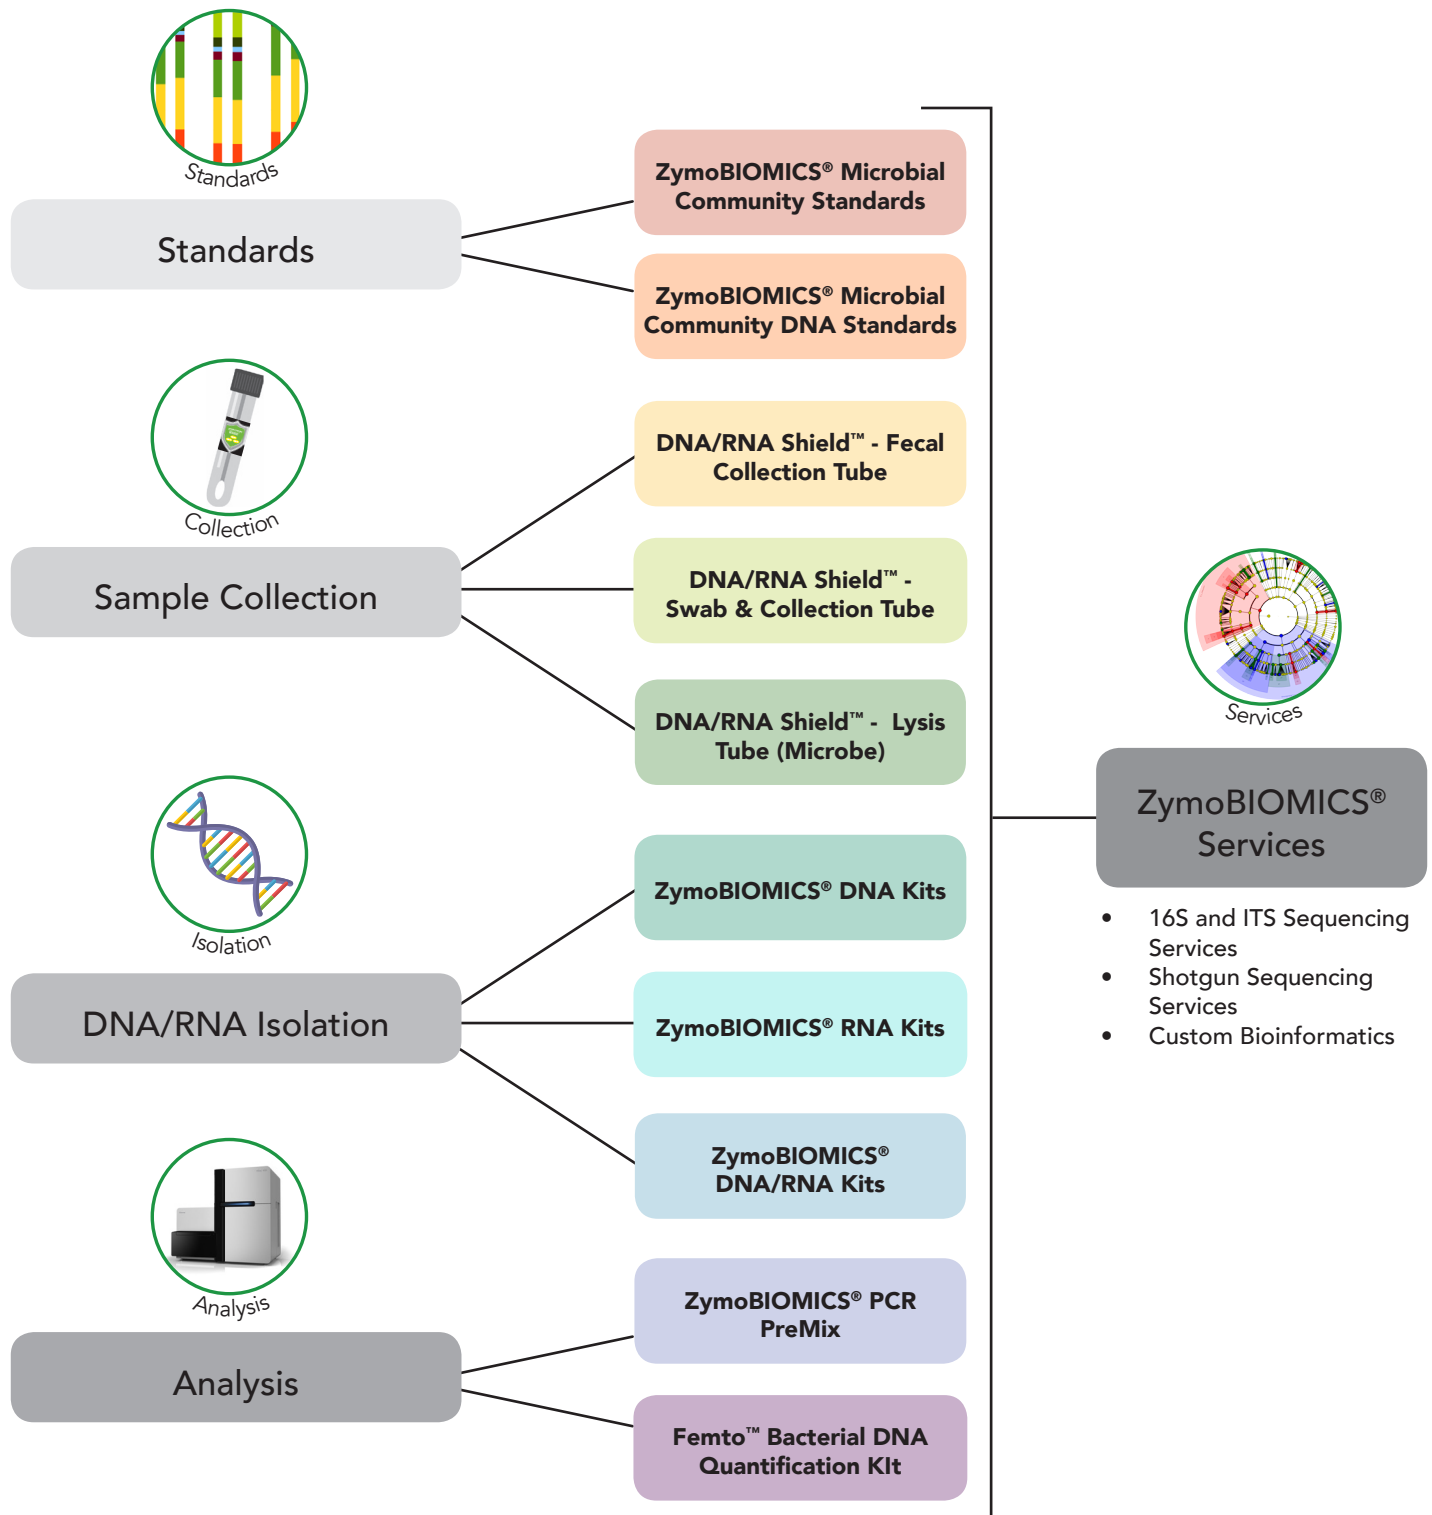 Standards
Standards
ZymoBIOMICS® Microbial
Community Standards
ZymoBIOMICS® Microbial
Community DNA Standards
Collection
Sample Collection
DNA/RNA Shield™ - Fecal
Collection Tube
DNA/RNA Shield™ -
Swab & Collection Tube
DNA/RNA Shield™ -  Lysis
Tube (Microbe)
Isolation
DNA/RNA Isolation
ZymoBIOMICS® DNA Kits
ZymoBIOMICS® RNA Kits
ZymoBIOMICS®
DNA/RNA Kits
Analysis
Analysis
ZymoBIOMICS® PCR
PreMix
Femto™ Bacterial DNA
Quantification KIt
Services
ZymoBIOMICS®
Services
• 16S and ITS Sequencing
Services
• Shotgun Sequencing
Services
• Custom Bioinformatics